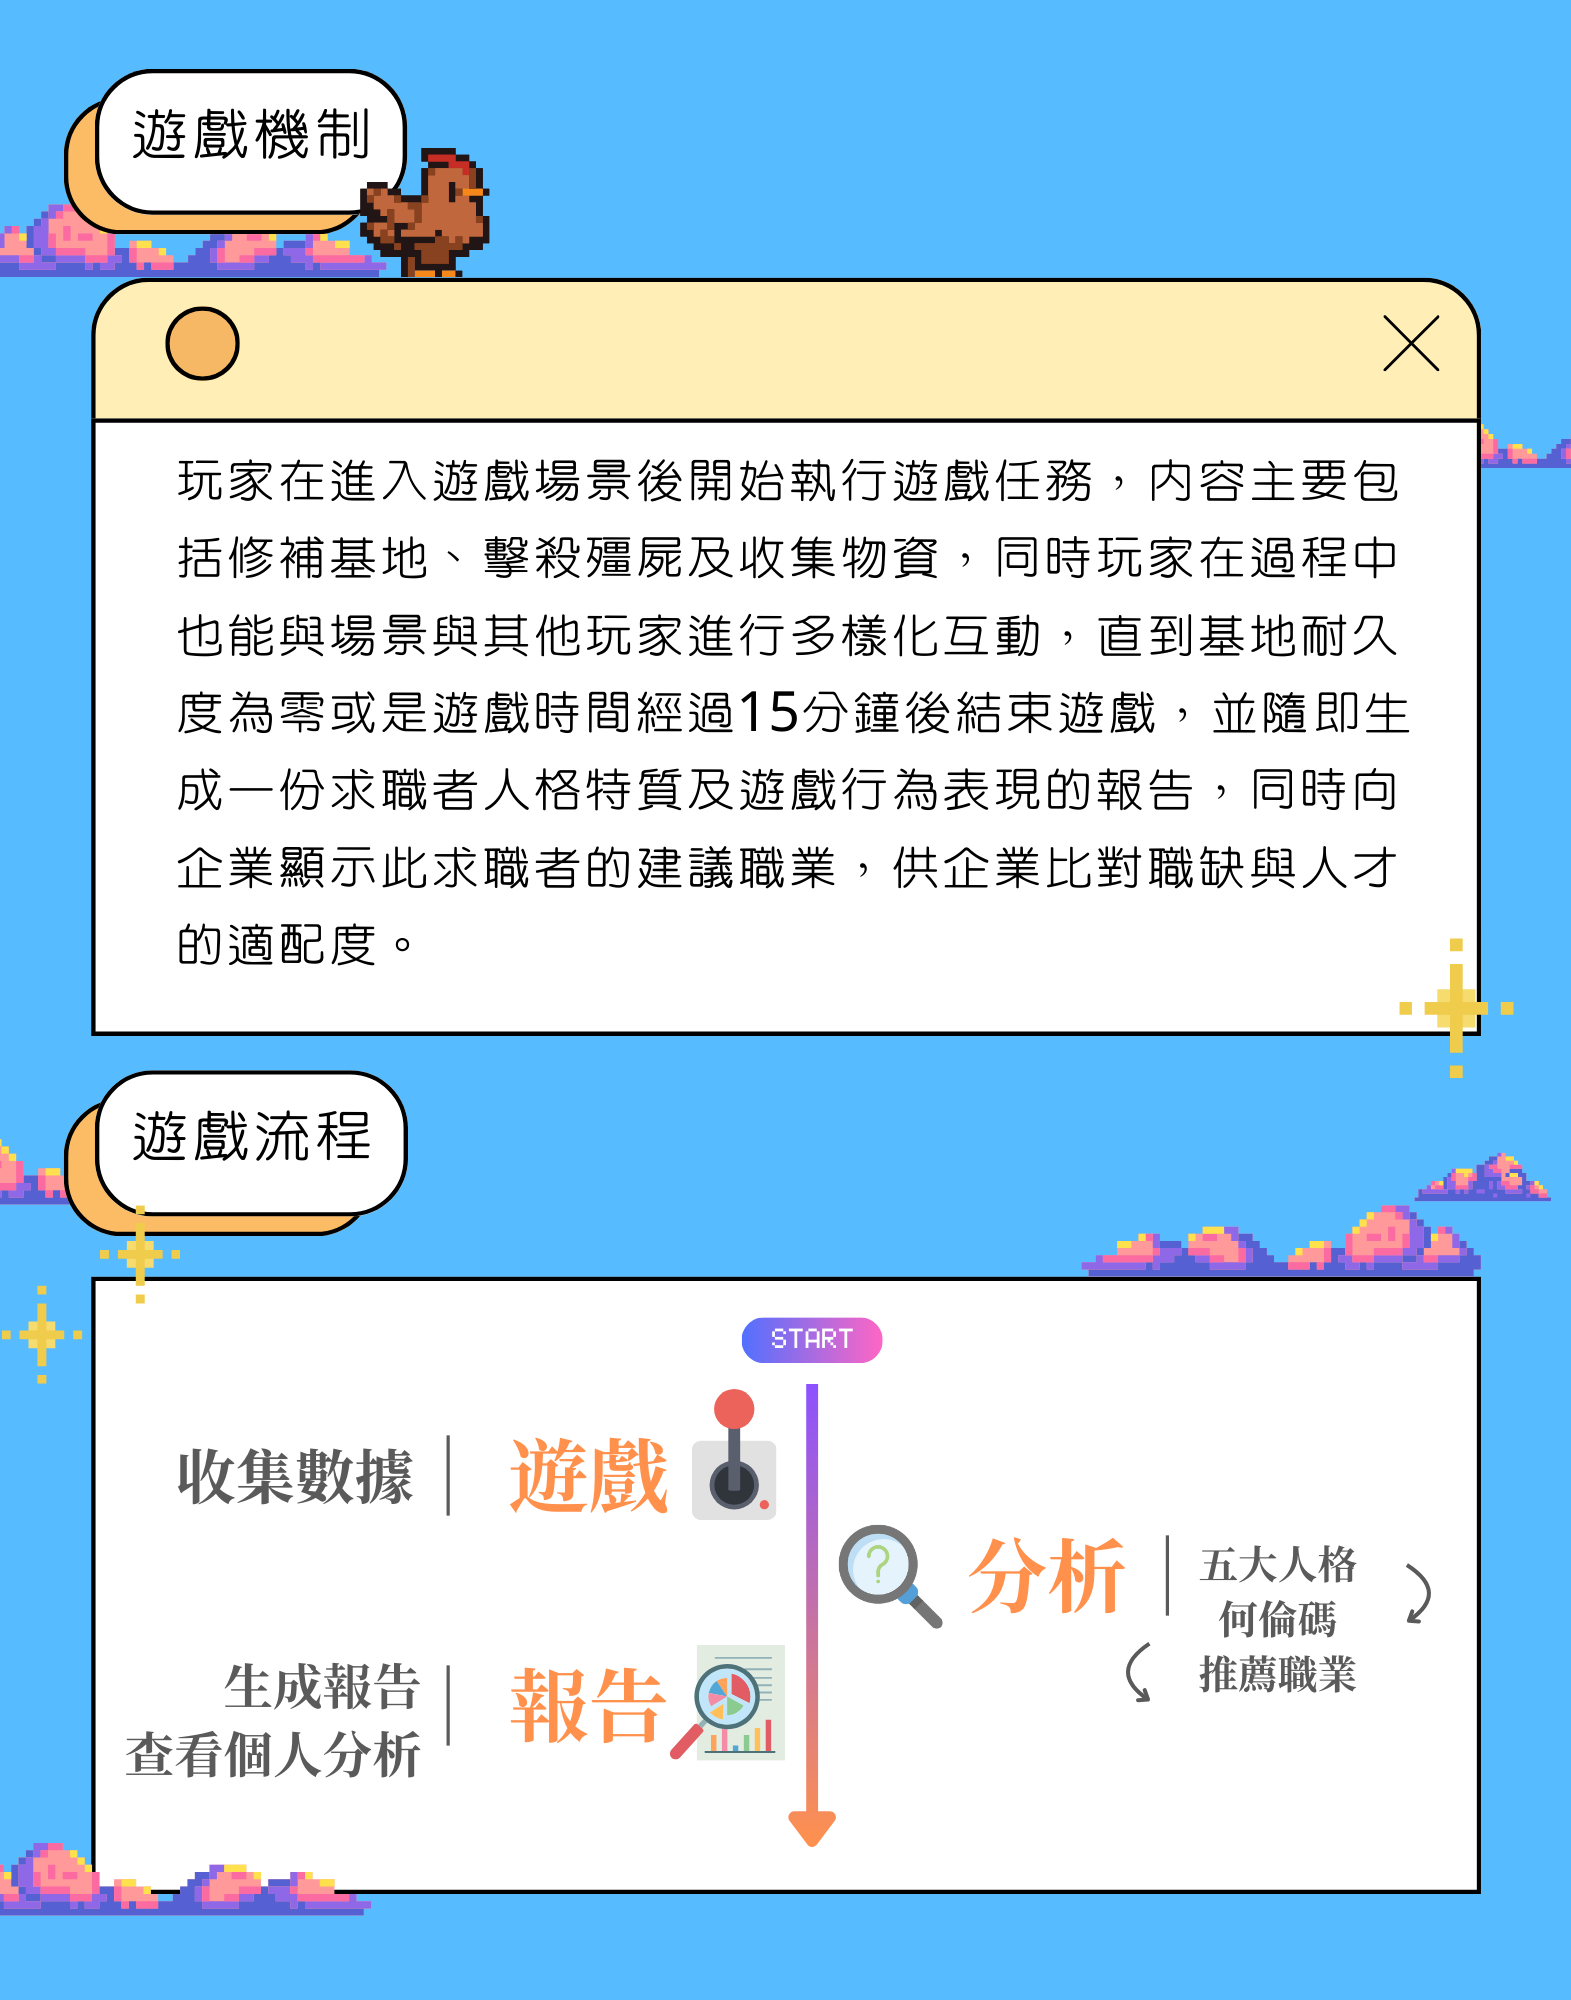 遊戲機制
玩家在進入遊戲場景後開始執行遊戲任務，內容主要包
括修補基地、擊殺殭屍及收集物資，同時玩家在過程中
也能與場景與其他玩家進行多樣化互動，直到基地耐久
度為零或是遊戲時間經過15分鐘後結束遊戲，並隨即生
成一份求職者人格特質及遊戲行為表現的報告，同時向
企業顯示此求職者的建議職業，供企業比對職缺與人才
的適配度。
遊戲流程
START
收集數據
遊戲
分析
五大人格
何倫碼
推薦職業
生成報告
查看個人分析
報告